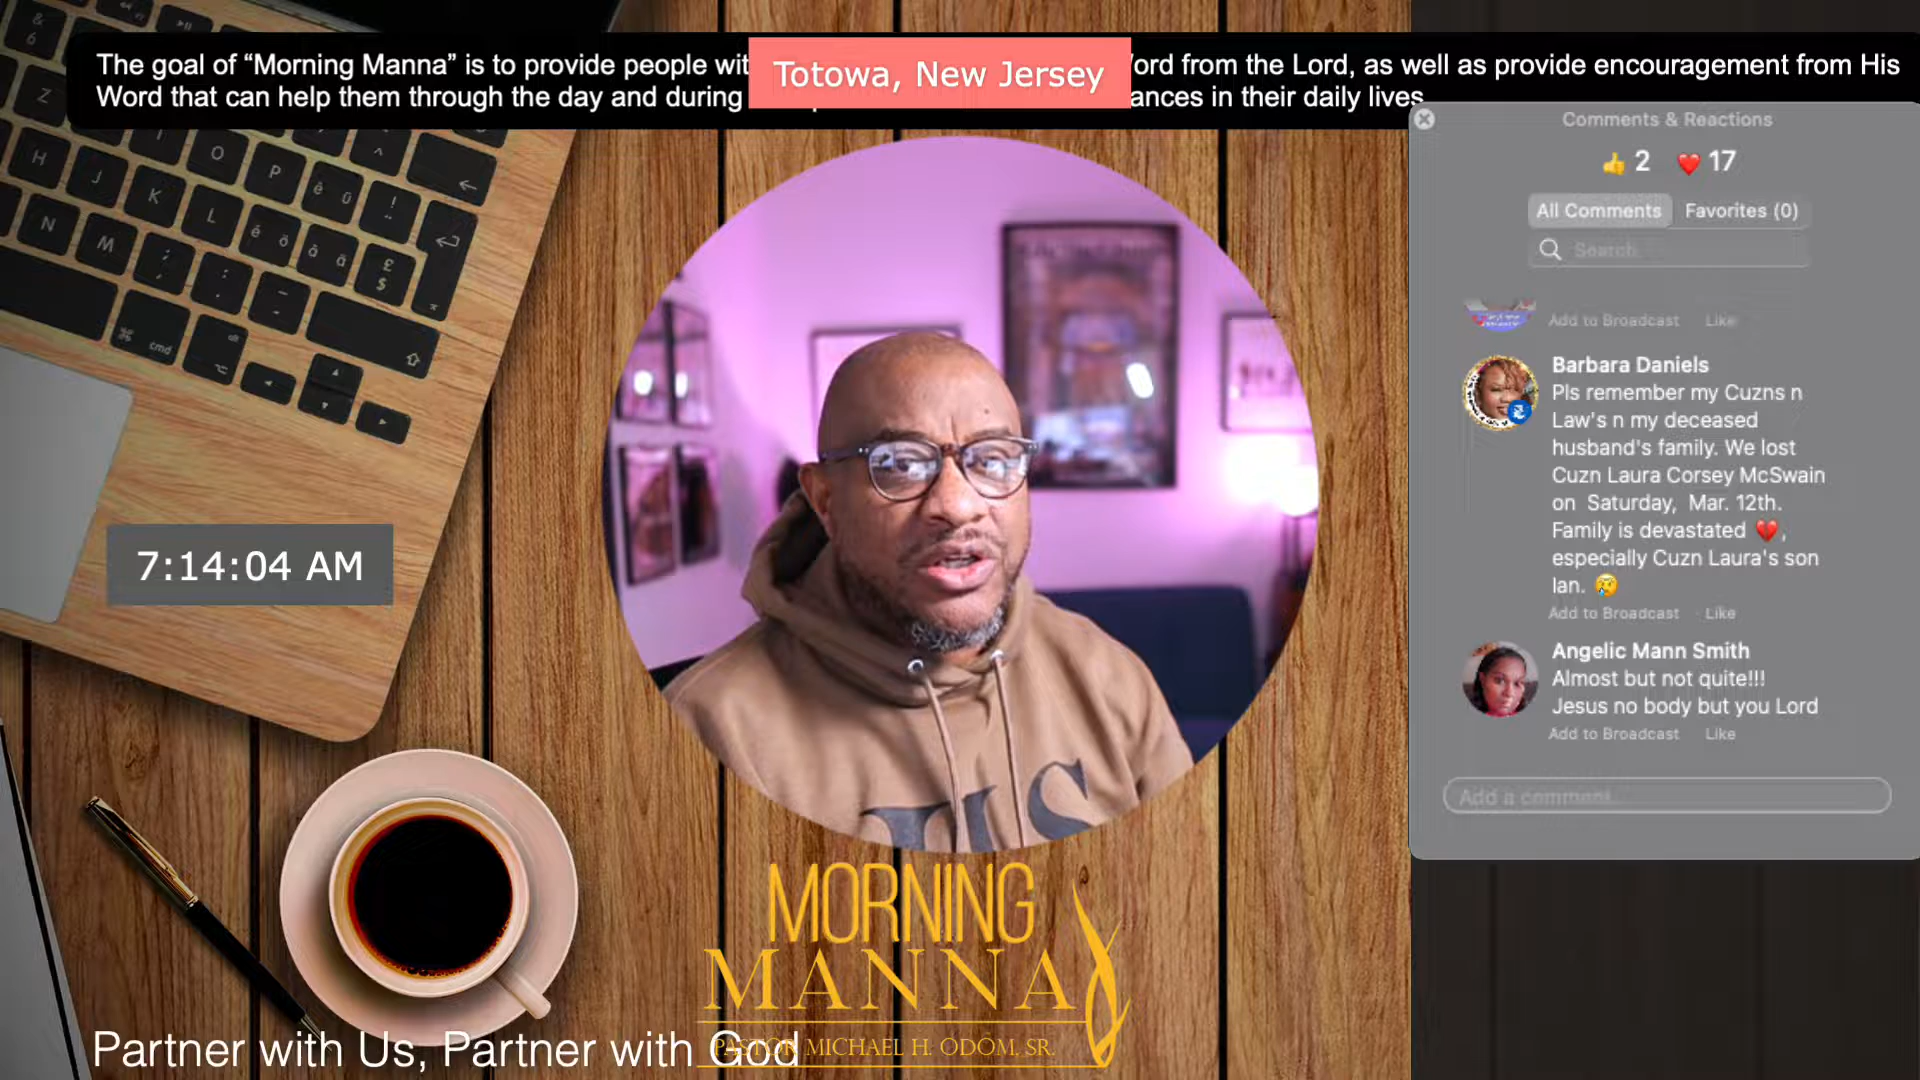 The goal of “Morning Manna” is to provide people wit
Totowa, New Jersey
ord from the Lord, as well as provide encouragement from His
Word that can help them through the day and during
ances in their daily lives
Comments & Reactions
👍 2 ❤️ 17
All Comments Favorites (0)
Search
Add to Broadcast Like
Barbara Daniels
Pls remember my Cuzns n
Law's n my deceased
husband's family. We lost
Cuzn Laura Corsey McSwain
on Saturday, Mar. 12th.
Family is devastated 💔,
especially Cuzn Laura's son
Ian. 😢
Add to Broadcast · Like
Angelic Mann Smith
Almost but not quite!!!
Jesus no body but you Lord
Add to Broadcast Like
Add a comment...
7:14:04 AM
MORNING
MANNA
PASTOR MICHAEL H. ODOM, SR.
Partner with Us, Partner with God
& 6
Z
H J K L
O P é ü
N M
é ö à ä
£ $
cmd